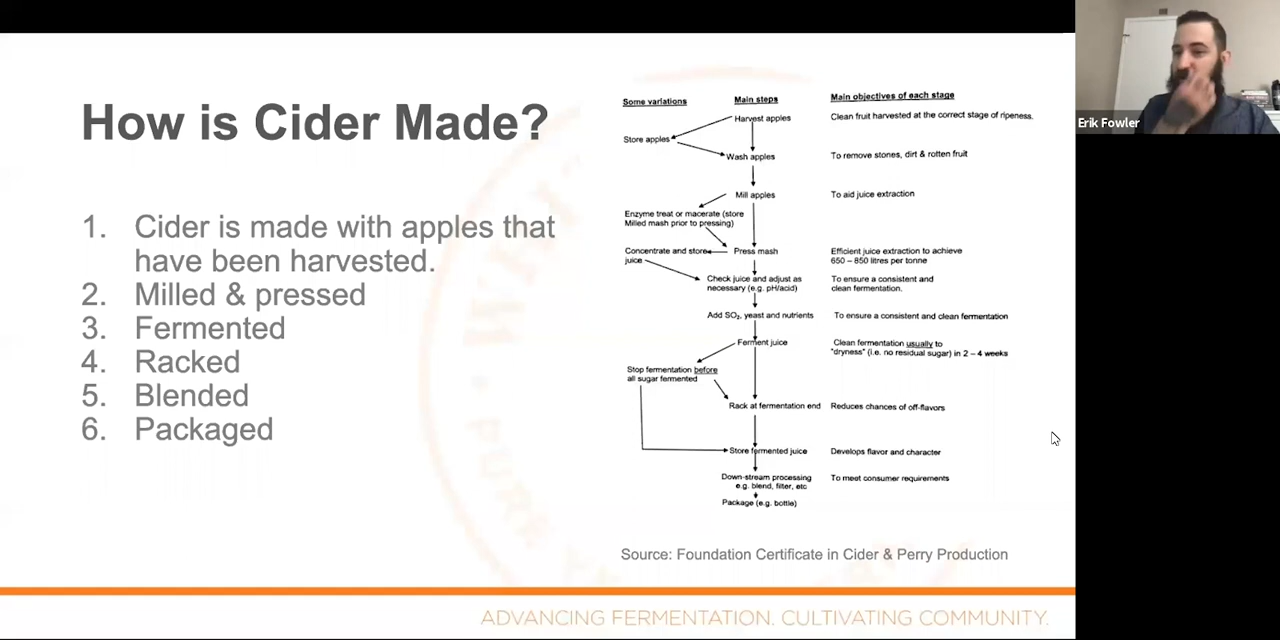 How is Cider Made?
1. Cider is made with apples that
have been harvested.
2. Milled & pressed
3. Fermented
4. Racked
5. Blended
6. Packaged
Some variations
Main steps
Main objectives of each stage
Harvest apples
Clean fruit harvested at the correct stage of ripeness.
Store apples
Wash apples
To remove stones, dirt & rotten fruit
Mill apples
To aid juice extraction
Enzyme treat or macerate (store
Milled mash prior to pressing)
Concentrate and store
juice
Press mash
Efficient juice extraction to achieve
650 – 850 litres per tonne
Check juice and adjust as
necessary (e.g. pH/acid)
To ensure a consistent and
clean fermentation.
Add SO₂, yeast and nutrients
To ensure a consistent and clean fermentation
Ferment juice
Clean fermentation usually to
"dryness" (i.e. no residual sugar) in 2 – 4 weeks
Stop fermentation before
all sugar fermented
Rack at fermentation end
Reduces chances of off-flavors
Store fermented juice
Develops flavor and character
Down-stream processing
e.g. blend, filter, etc
To meet consumer requirements
Package (e.g. bottle)
Source: Foundation Certificate in Cider & Perry Production
ADVANCING FERMENTATION. CULTIVATING COMMUNITY.
Erik Fowler